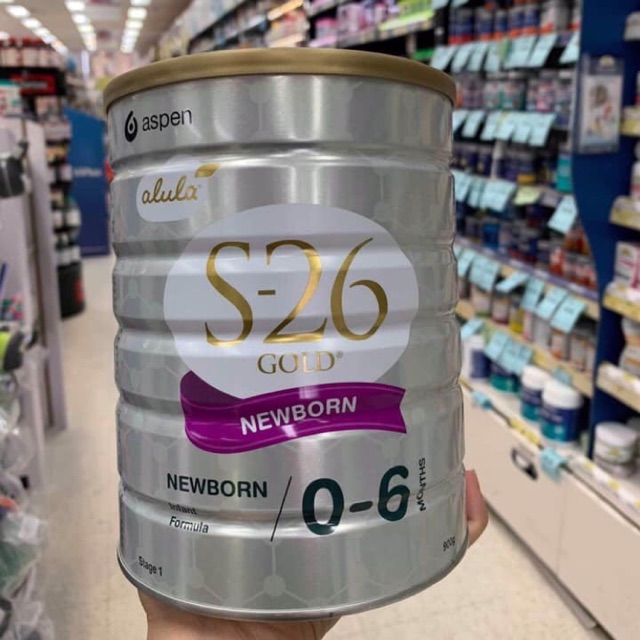 aspen
alula
S-26
GOLD®
NEWBORN
NEWBORN / 0-6 MONTHS
Infant
Formula
Stage 1
900g